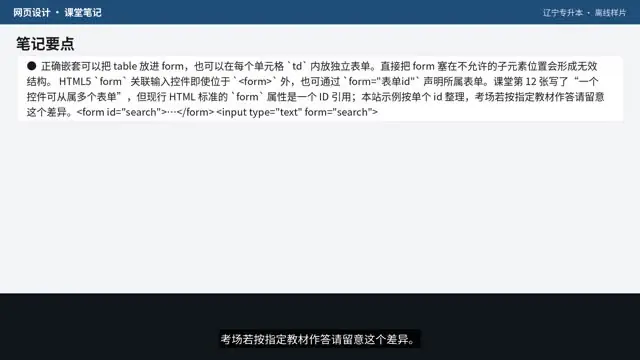 网页设计 · 课堂笔记
辽宁专升本 · 离线样片
笔记要点
● 正确嵌套可以把 table 放进 form，也可以在每个单元格 `td` 内放独立表单。直接把 form 塞在不允许的子元素位置会形成无效
结构。 HTML5 `form` 关联输入控件即使位于 `<form>` 外，也可通过 `form="表单id"` 声明所属表单。课堂第 12 张写了“一个
控件可从属多个表单”，但现行 HTML 标准的 `form` 属性是一个 ID 引用；本站示例按单个 id 整理，考场若按指定教材作答请留意
这个差异。<form id="search">…</form> <input type="text" form="search">
考场若按指定教材作答请留意这个差异。